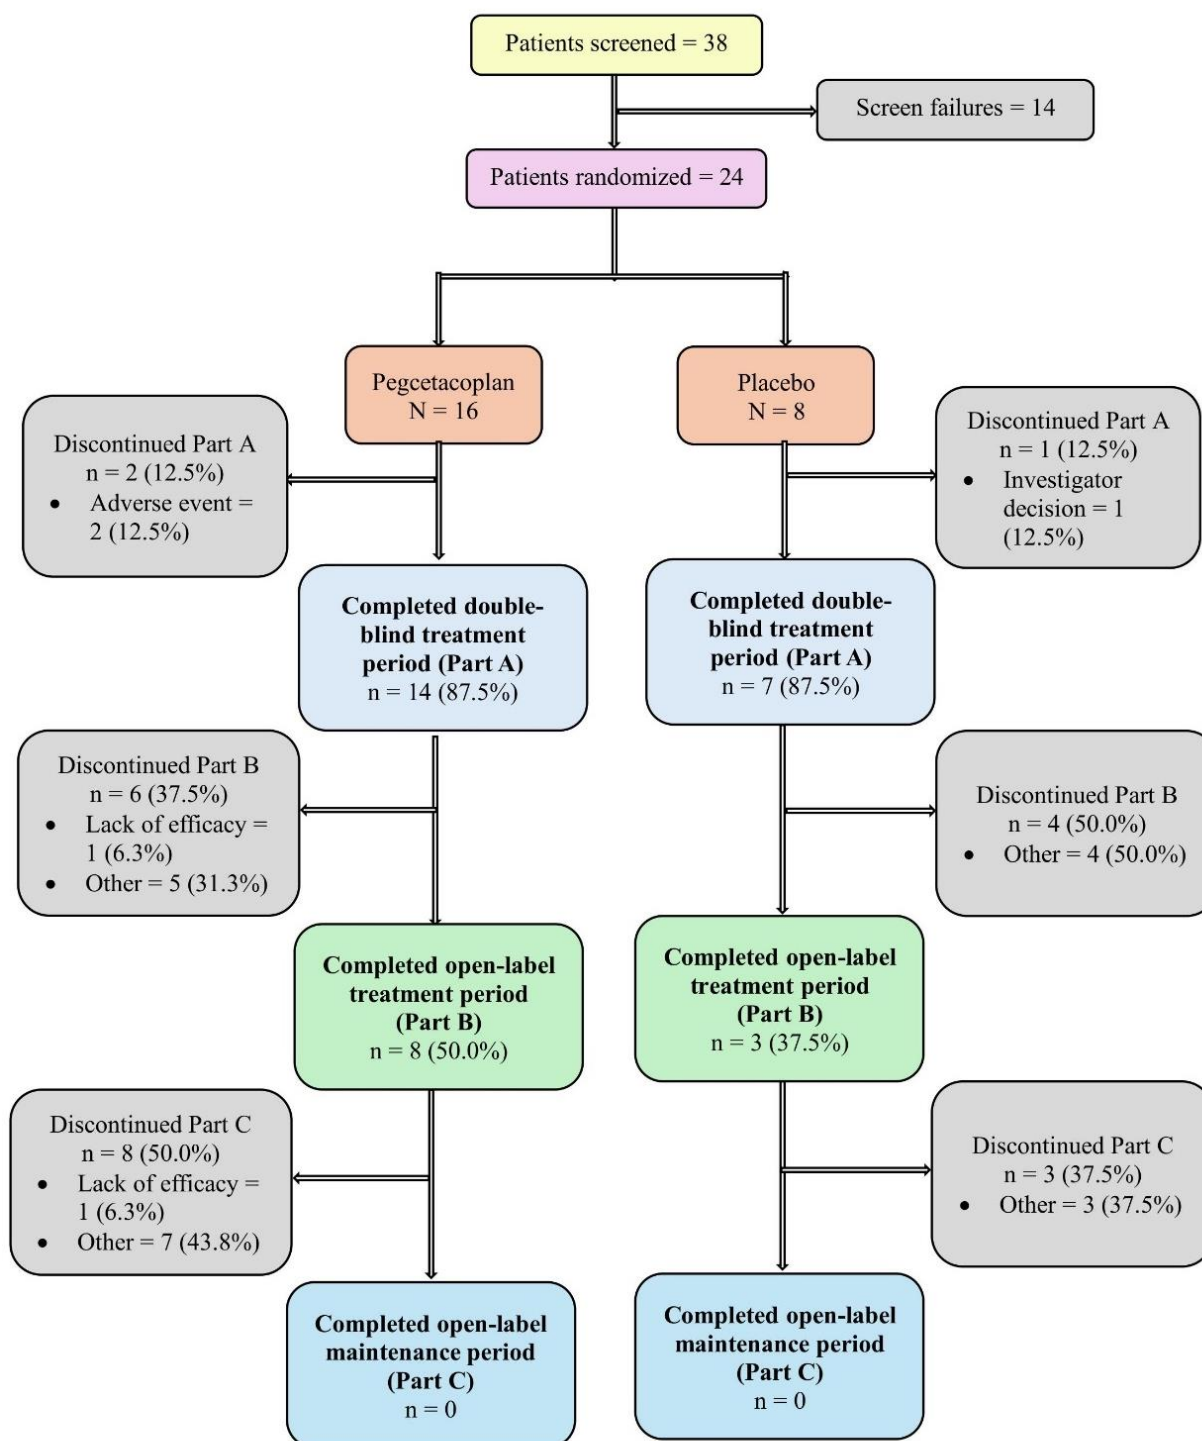 Patients screened = 38
Screen failures = 14
Patients randomized = 24
Pegcetacoplan
N = 16
Placebo
N = 8
Discontinued Part A
n = 2 (12.5%)
• Adverse event =
2 (12.5%)
Discontinued Part A
n = 1 (12.5%)
• Investigator
decision = 1
(12.5%)
Completed double-
blind treatment
period (Part A)
n = 14 (87.5%)
Completed double-
blind treatment
period (Part A)
n = 7 (87.5%)
Discontinued Part B
n = 6 (37.5%)
• Lack of efficacy =
1 (6.3%)
• Other = 5 (31.3%)
Discontinued Part B
n = 4 (50.0%)
• Other = 4 (50.0%)
Completed open-label
treatment period
(Part B)
n = 8 (50.0%)
Completed open-label
treatment period
(Part B)
n = 3 (37.5%)
Discontinued Part C
n = 8 (50.0%)
• Lack of efficacy =
1 (6.3%)
• Other = 7 (43.8%)
Discontinued Part C
n = 3 (37.5%)
• Other = 3 (37.5%)
Completed open-label
maintenance period
(Part C)
n = 0
Completed open-label
maintenance period
(Part C)
n = 0